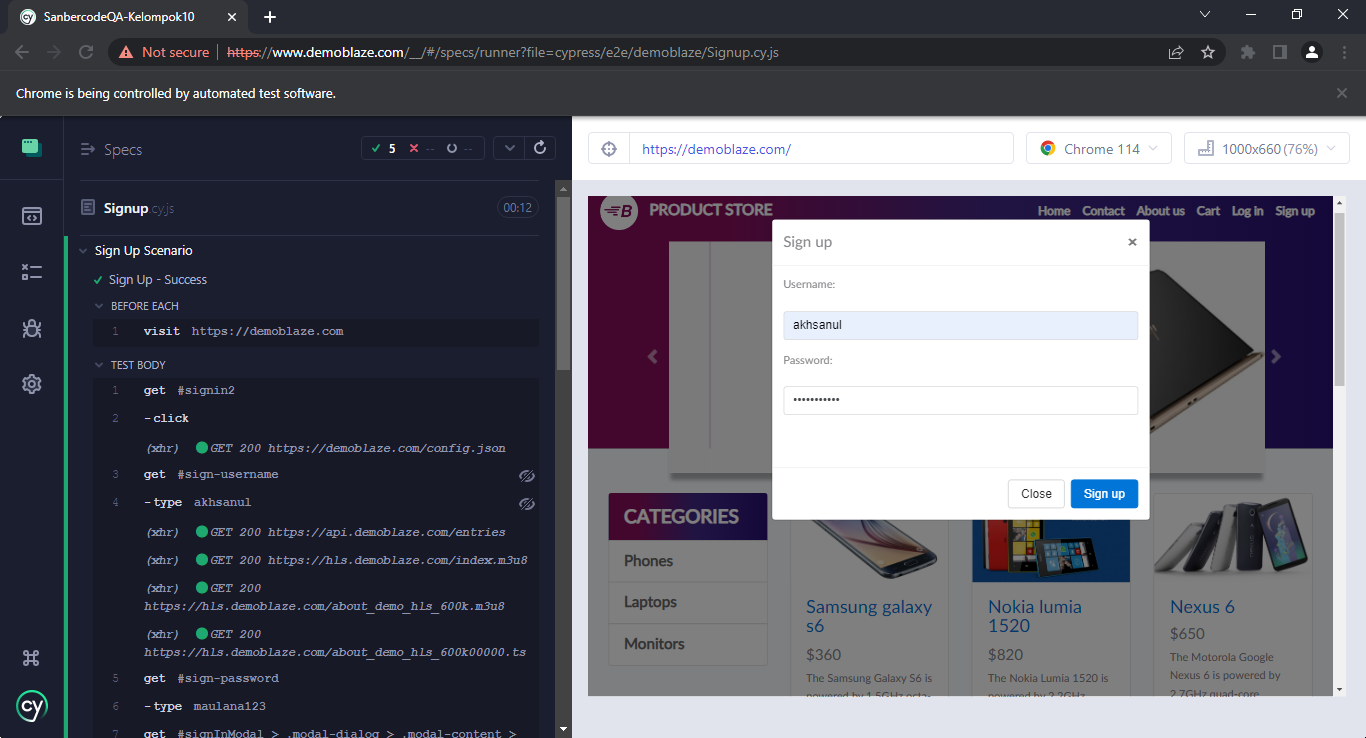 SanbercodeQA-Kelompok10
Not secure https://www.demoblaze.com/__/#/specs/runner?file=cypress/e2e/demoblaze/Signup.cy.js
Chrome is being controlled by automated test software.
Specs
5 -- --
Signup.cy.js 00:12
Sign Up Scenario
Sign Up - Success
BEFORE EACH
1 visit https://demoblaze.com
TEST BODY
1 get #signin2
2 -click
(xhr) GET 200 https://demoblaze.com/config.json
3 get #sign-username
4 -type akhsanul
(xhr) GET 200 https://api.demoblaze.com/entries
(xhr) GET 200 https://hls.demoblaze.com/index.m3u8
(xhr) GET 200
https://hls.demoblaze.com/about_demo_hls_600k.m3u8
(xhr) GET 200
https://hls.demoblaze.com/about_demo_hls_600k00000.ts
5 get #sign-password
6 -type maulana123
7 get #signInModal > .modal-dialog > .modal-content >
cy
https://demoblaze.com/
Chrome 114
1000x660 (76%)
B PRODUCT STORE
Home Contact About us Cart Log in Sign up
Sign up ×
Username:
akhsanul
Password:
•••••••••••
Close Sign up
CATEGORIES
Phones
Laptops
Monitors
Samsung galaxy
s6
$360
The Samsung Galaxy S6 is
powered by 1.5GHz octa-
Nokia lumia
1520
$820
The Nokia Lumia 1520 is
powered by 2.2GHz
Nexus 6
$650
The Motorola Google
Nexus 6 is powered by
2.7GHz quad-core